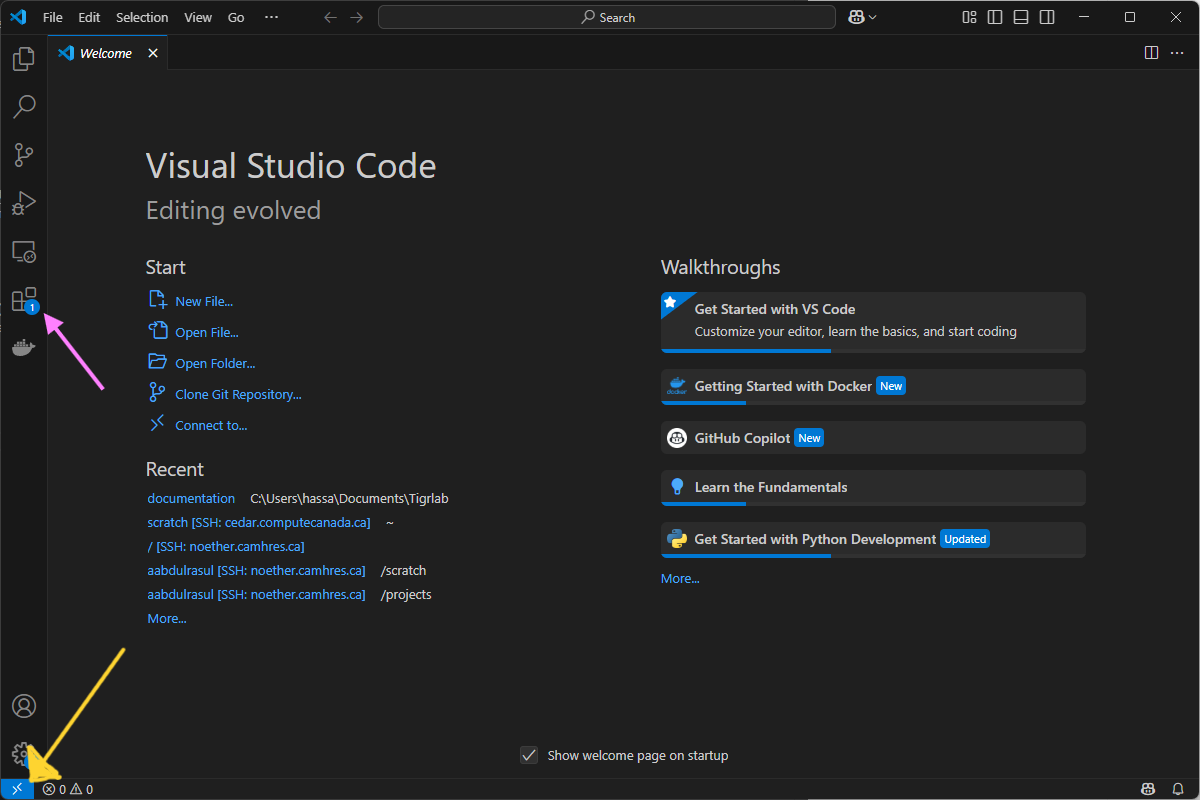 File Edit Selection View Go ··· Search
Welcome
Visual Studio Code
Editing evolved
Start
New File...
Open File...
Open Folder...
Clone Git Repository...
Connect to...
Recent
documentation C:\Users\hassa\Documents\Tigrlab
scratch [SSH: cedar.computecanada.ca] ~
/ [SSH: noether.camhres.ca]
aabdulrasul [SSH: noether.camhres.ca] /scratch
aabdulrasul [SSH: noether.camhres.ca] /projects
More...
Walkthroughs
Get Started with VS Code
Customize your editor, learn the basics, and start coding
docker
Getting Started with Docker New
GitHub Copilot New
Learn the Fundamentals
Get Started with Python Development Updated
More...
1
Show welcome page on startup
0 0